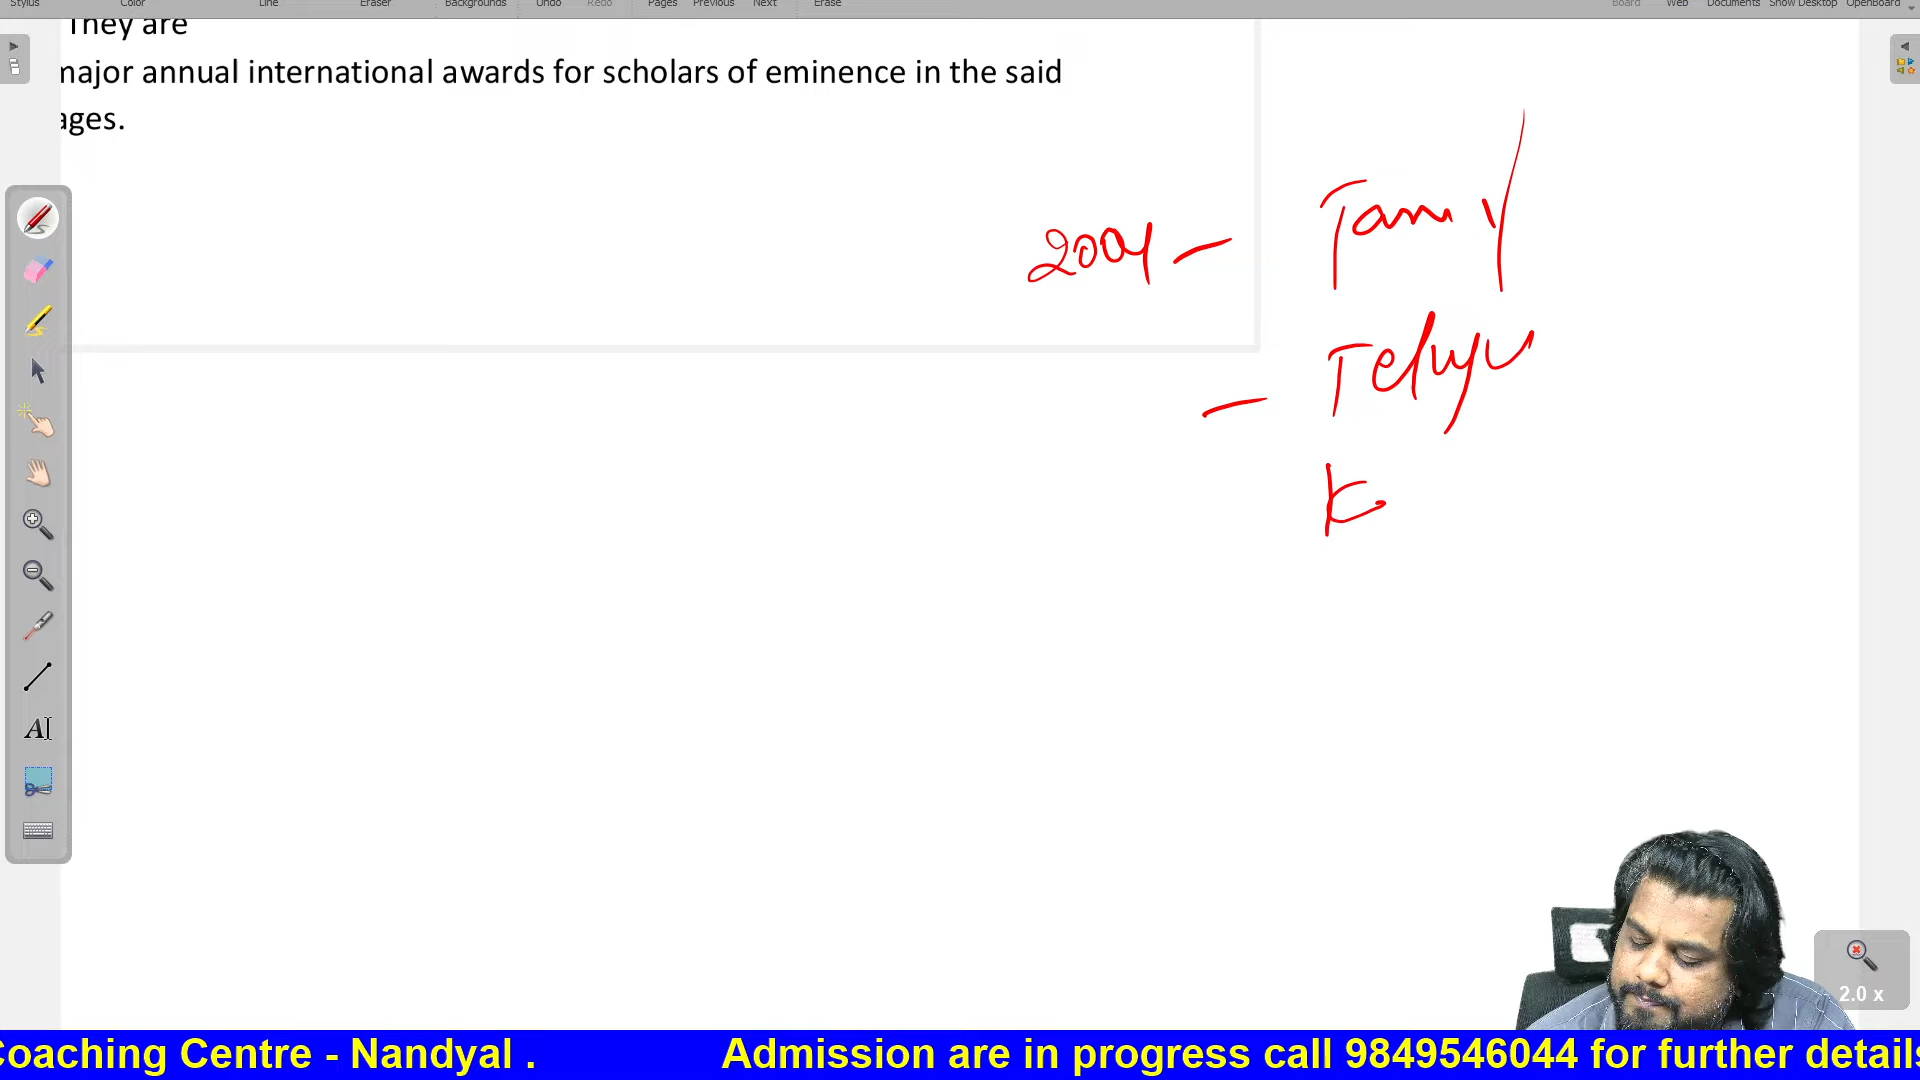 Stylus Color Line Eraser Backgrounds Undo Redo Pages Previous Next Erase Board Web Documents Show Desktop OpenBoard
They are
major annual international awards for scholars of eminence in the said
ages.
2004 - Tamil
- Telugu
K
2.0 x
Coaching Centre - Nandyal . Admission are in progress call 9849546044 for further details